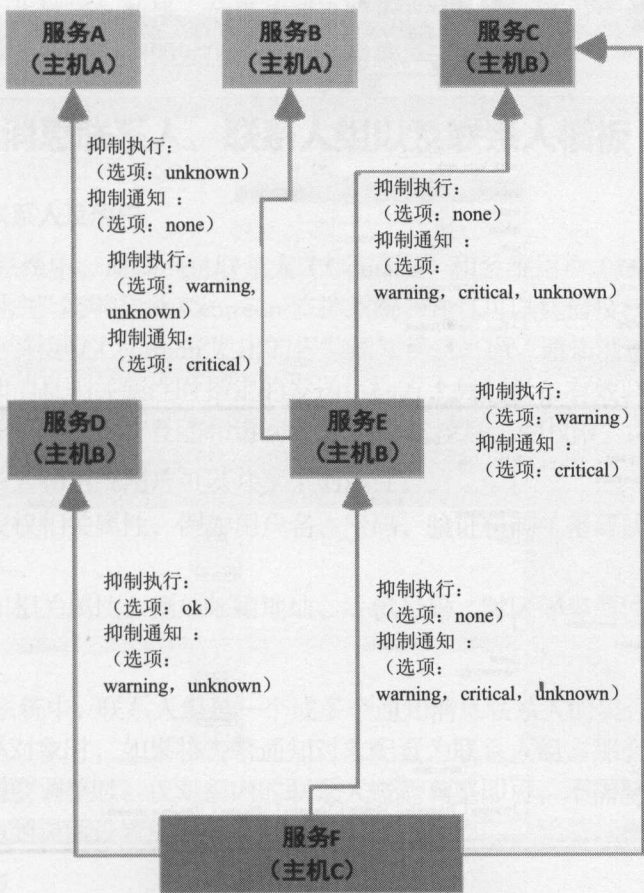 服务A
（主机A）
服务B
（主机A）
服务C
（主机B）
抑制执行：
（选项：unknown）
抑制通知 ：
（选项：none）
抑制执行：
（选项：warning,
unknown）
抑制通知：
（选项：critical）
抑制执行：
（选项：none）
抑制通知 ：
（选项：
warning，critical，unknown）
服务D
（主机B）
服务E
（主机B）
抑制执行：
（选项：warning）
抑制通知 ：
（选项：critical）
抑制执行：
（选项：ok）
抑制通知 ：
（选项：
warning，unknown）
抑制执行：
（选项：none）
抑制通知 ：
（选项：
warning，critical，unknown）
服务F
（主机C）